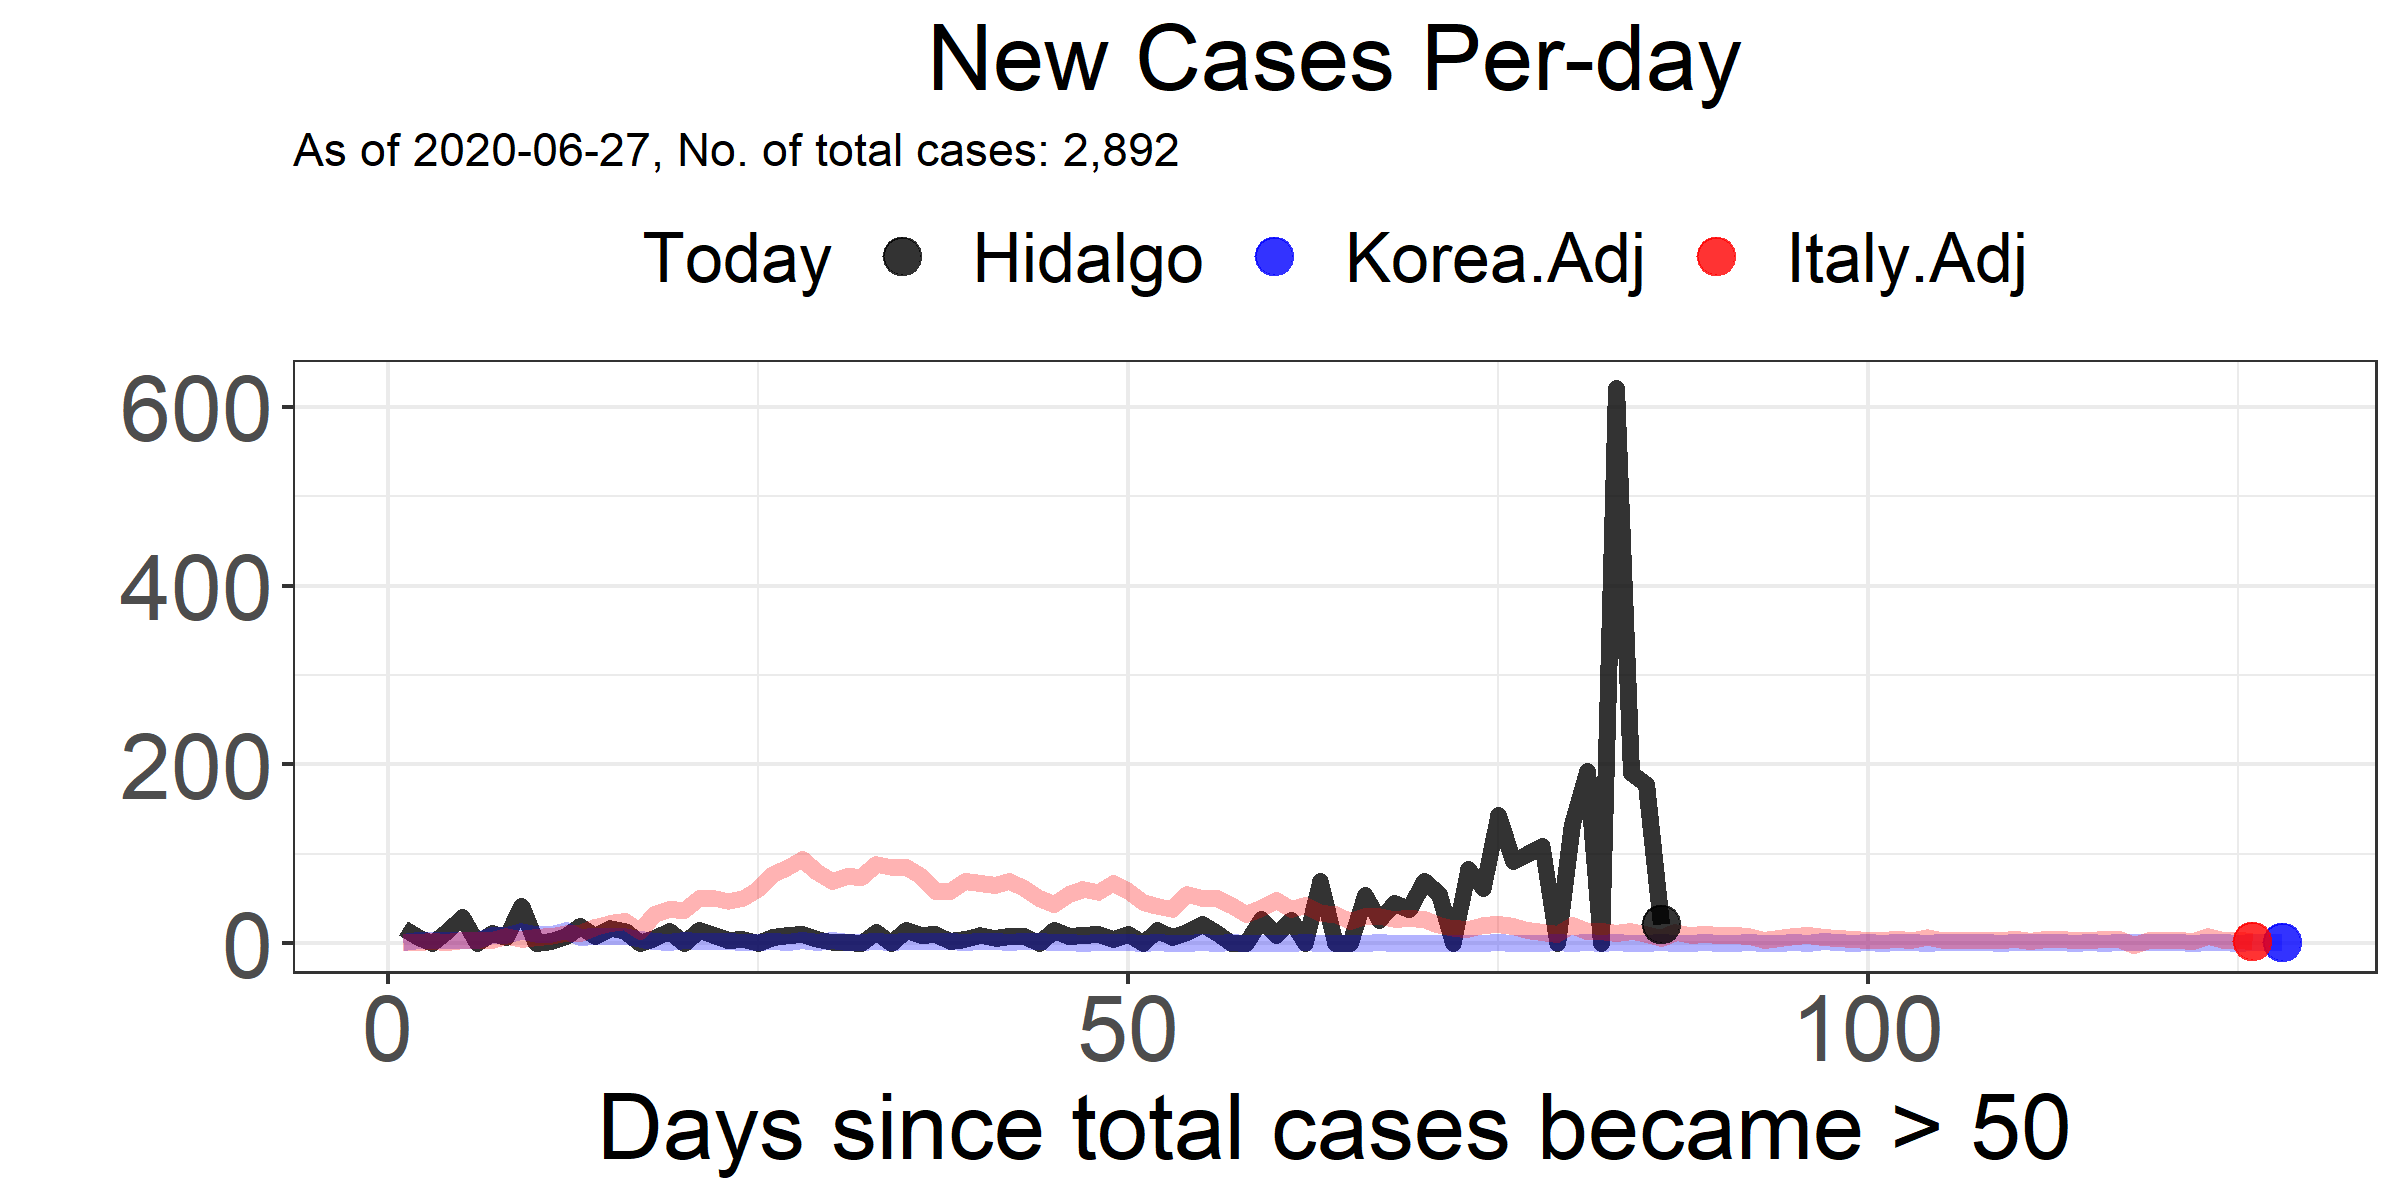 New Cases Per-day
As of 2020-06-27, No. of total cases: 2,892
Today Hidalgo Korea.Adj Italy.Adj
600
400
200
0
0 50 100
Days since total cases became > 50